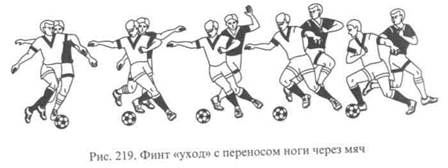 Рис. 219. Финт «уход» с переносом ноги через мяч